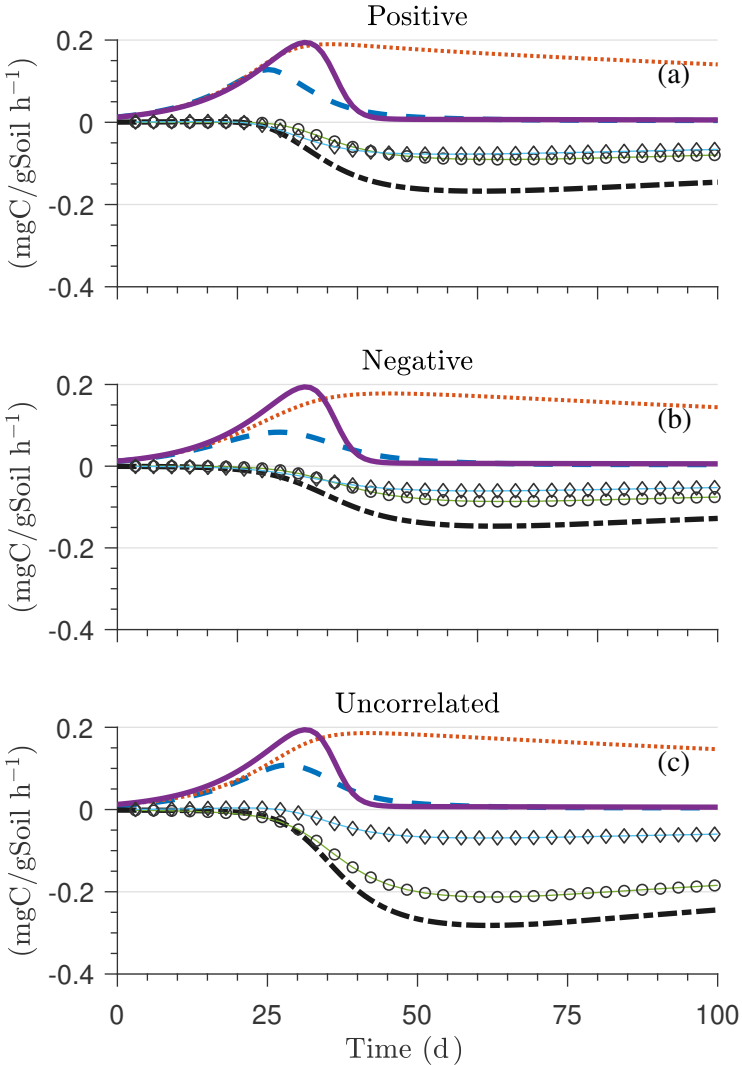 Positive
0.2
(a)
0
-0.2
-0.4
(mgC/gSoil h⁻¹)
Negative
0.2
(b)
0
-0.2
-0.4
(mgC/gSoil h⁻¹)
Uncorrelated
0.2
(c)
0
-0.2
-0.4
(mgC/gSoil h⁻¹)
0 25 50 75 100
Time (d)